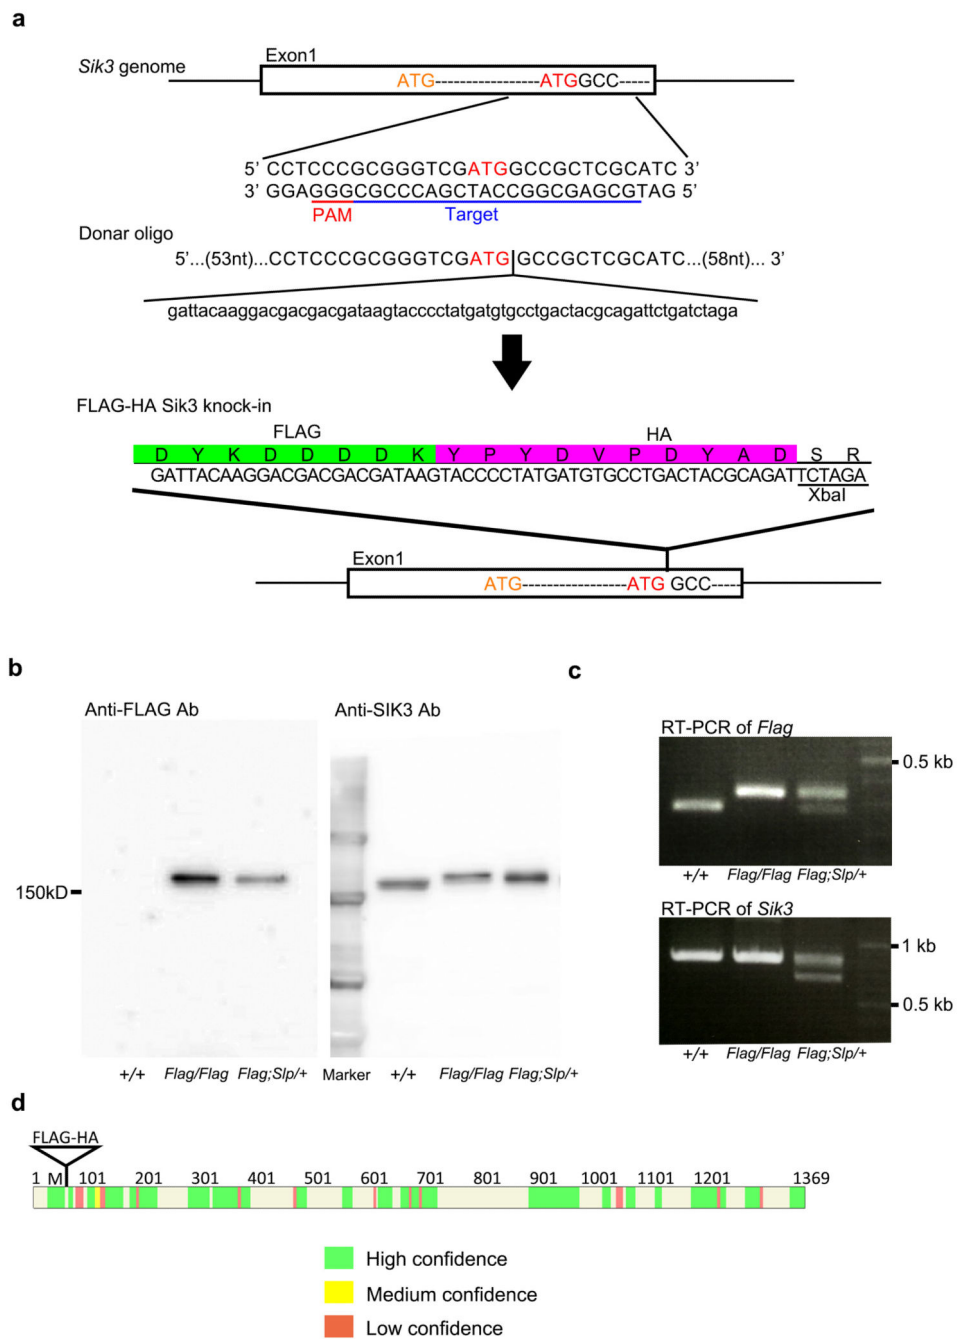 a
Sik3 genome
Exon1
ATG-----------------ATGGCC-----
5' CCTCCCGCGGGTCGATGGCCGCTCGCATC 3'
3' GGAGGGCGCCCAGCTACCGGCGAGCGTAG 5'
PAM Target
Donar oligo
5'...(53nt)...CCTCCCGCGGGTCGATG GCCGCTCGCATC...(58nt)... 3'
gattacaaggacgacgacgataagtacccctatgatgtgcctgactacgcagattctgatctaga
FLAG-HA Sik3 knock-in
FLAG HA
D Y K D D D D K Y P Y D V P D Y A D S R
GATTACAAGGACGACGACGATAAGTACCCCTATGATGTGCCTGACTACGCAGATTCTAGA
XbaI
Exon1
ATG-----------------ATG GCC-----
b
Anti-FLAG Ab Anti-SIK3 Ab
150kD
+/+ Flag/Flag Flag;Slp/+ Marker +/+ Flag/Flag Flag;Slp/+
c
RT-PCR of Flag
0.5 kb
+/+ Flag/Flag Flag;Slp/+
RT-PCR of Sik3
1 kb
0.5 kb
+/+ Flag/Flag Flag;Slp/+
d
FLAG-HA
1 M 101 201 301 401 501 601 701 801 901 1001 1101 1201 1369
High confidence
Medium confidence
Low confidence